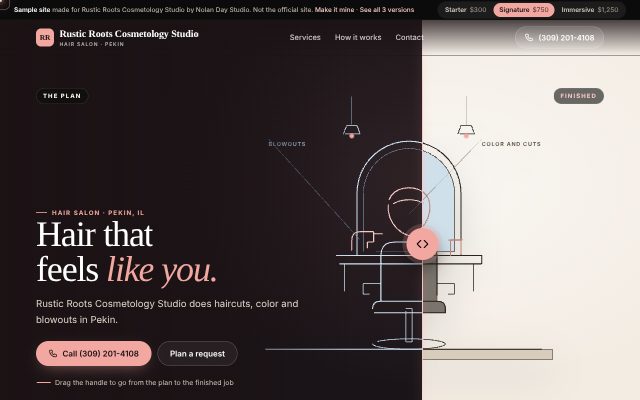 Sample site made for Rustic Roots Cosmetology Studio by Nolan Day Studio. Not the official site. Make it mine · See all 3 versions
Starter $300 Signature $750 Immersive $1,250
RR Rustic Roots Cosmetology Studio
HAIR SALON · PEKIN
Services How it works Contact
(309) 201-4108
THE PLAN
FINISHED
BLOWOUTS
COLOR AND CUTS
HAIR SALON · PEKIN, IL
Hair that
feels like you.
Rustic Roots Cosmetology Studio does haircuts, color and
blowouts in Pekin.
Call (309) 201-4108 Plan a request
Drag the handle to go from the plan to the finished job